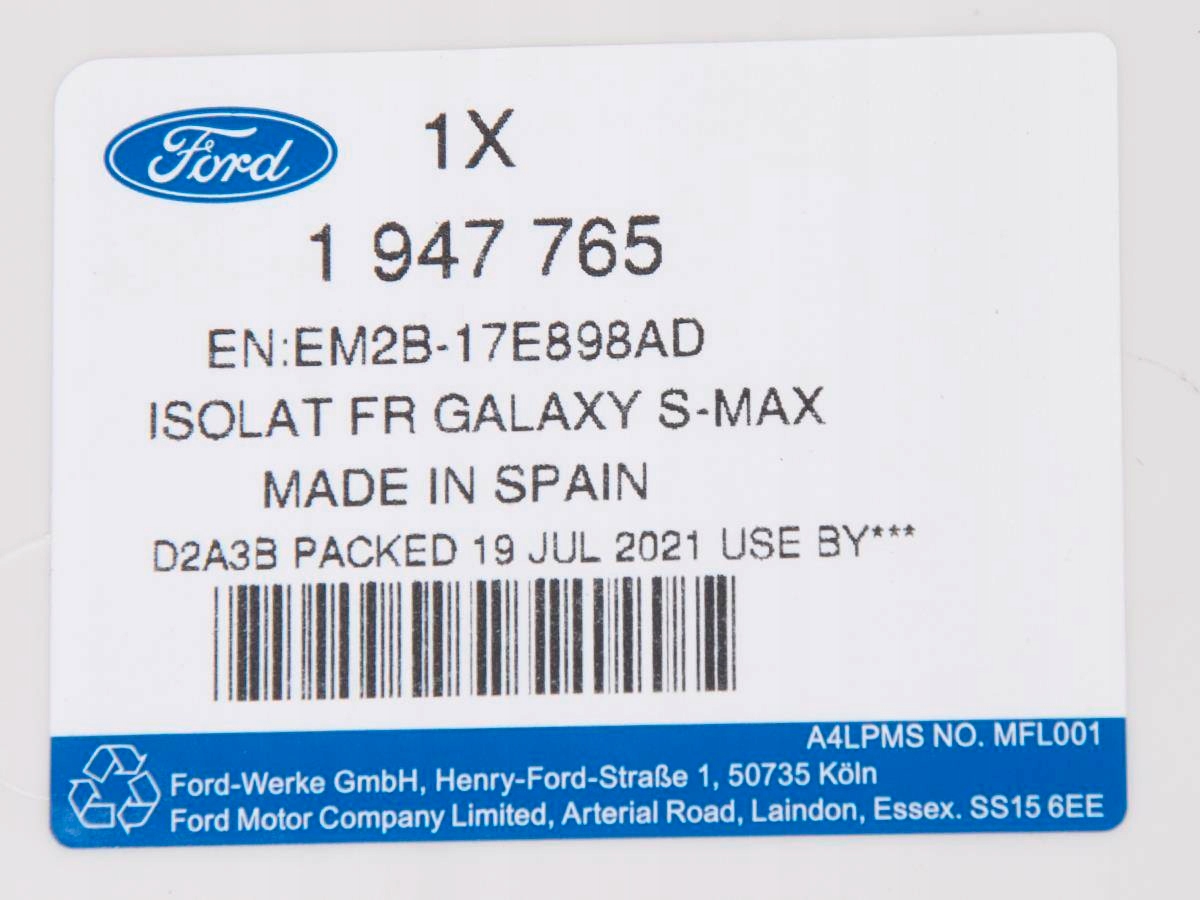 Ford 1X
1 947 765
EN:EM2B-17E898AD
ISOLAT FR GALAXY S-MAX
MADE IN SPAIN
D2A3B PACKED 19 JUL 2021 USE BY***
A4LPMS NO. MFL001
Ford-Werke GmbH, Henry-Ford-Straße 1, 50735 Köln
Ford Motor Company Limited, Arterial Road, Laindon, Essex. SS15 6EE